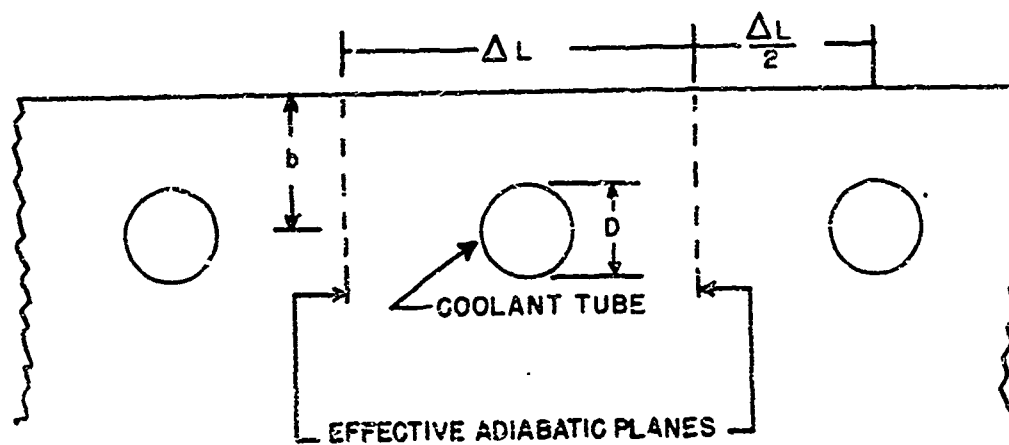 ΔL
ΔL
2
b
D
COOLANT TUBE
EFFECTIVE ADIABATIC PLANES